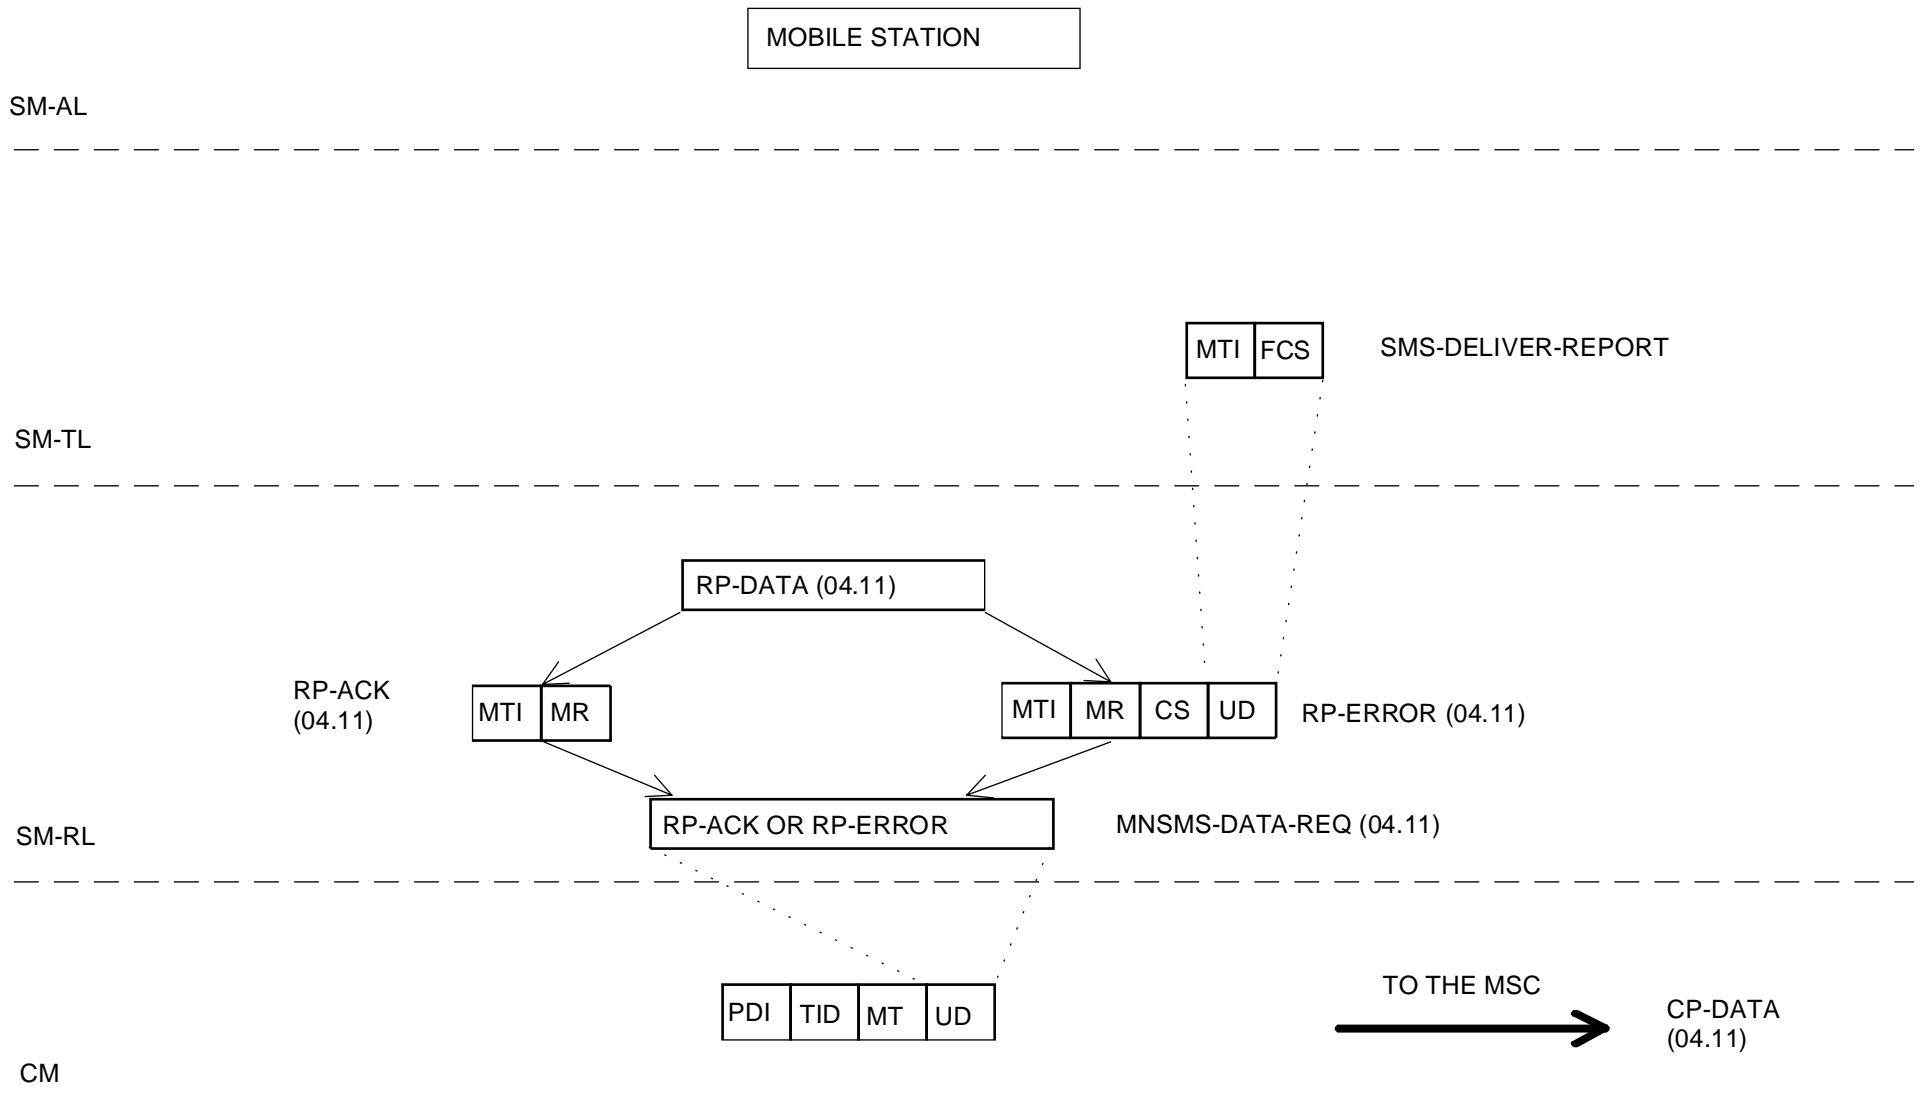 MOBILE STATION
SM-AL
MTI FCS SMS-DELIVER-REPORT
SM-TL
RP-DATA (04.11)
RP-ACK
(04.11)
MTI MR
MTI MR CS UD
RP-ERROR (04.11)
RP-ACK OR RP-ERROR
MNSMS-DATA-REQ (04.11)
SM-RL
PDI TID MT UD
TO THE MSC
CP-DATA
(04.11)
CM